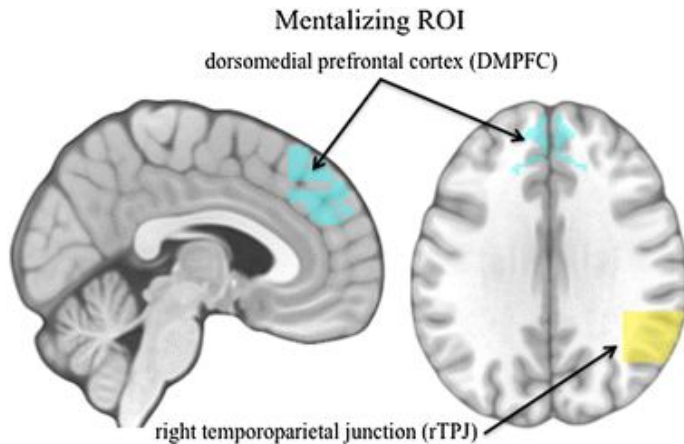 Mentalizing ROI
dorsomedial prefrontal cortex (DMPFC)
right temporoparietal junction (rTPJ)